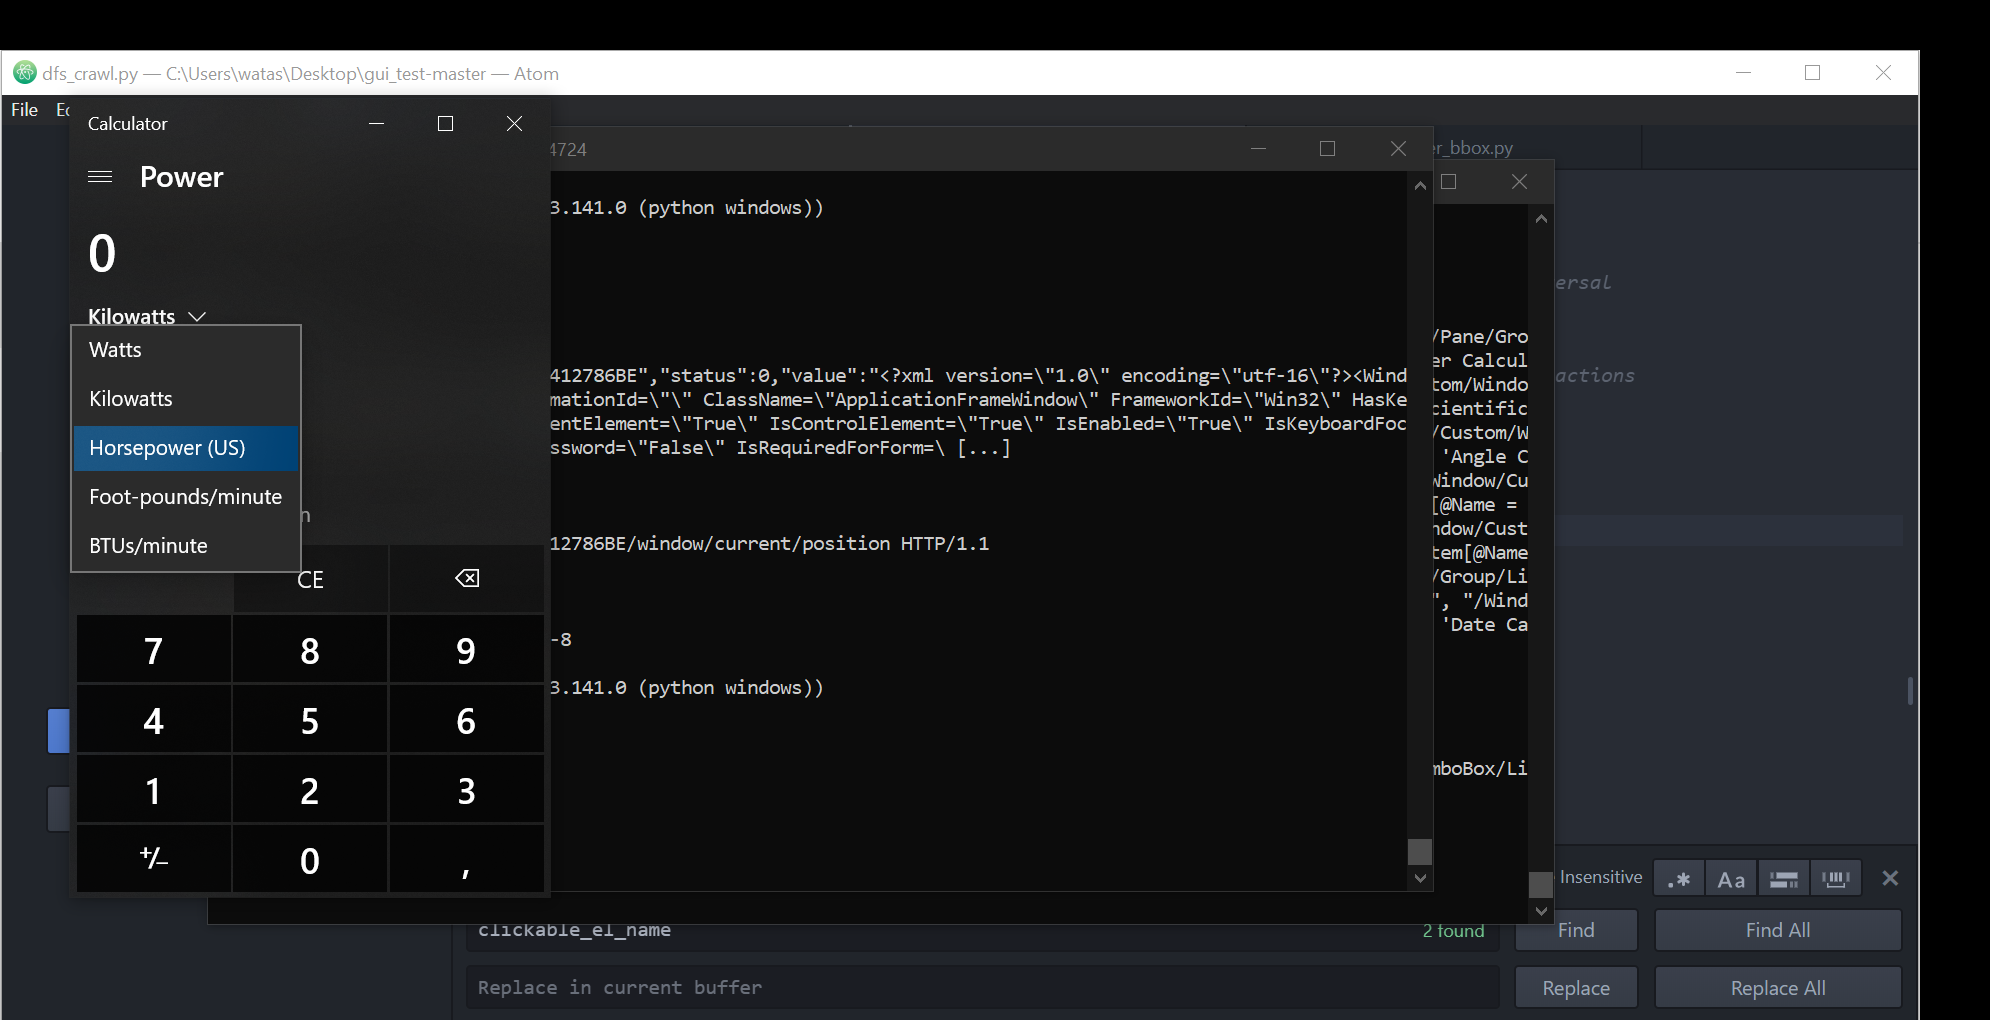 dfs_crawl.py — C:\Users\watas\Desktop\gui_test-master — Atom
File
Calculator
Power
0
Kilowatts
Watts
Kilowatts
Horsepower (US)
Foot-pounds/minute
BTUs/minute
CE
7 8 9
4 5 6
1 2 3
+/− 0 ,
4724
3.141.0 (python windows))
412786BE","status":0,"value":"<?xml version=\"1.0\" encoding=\"utf-16\"?><Wind
mationId=\"\" ClassName=\"ApplicationFrameWindow\" FrameworkId=\"Win32\" HasKe
entElement=\"True\" IsControlElement=\"True\" IsEnabled=\"True\" IsKeyboardFoc
ssword=\"False\" IsRequiredForForm=\ [...]
12786BE/window/current/position HTTP/1.1
-8
3.141.0 (python windows))
er_bbox.py
/Pane/Gro
er Calcul
tom/Windo
cientific
/Custom/W
'Angle C
Window/Cu
[@Name =
ndow/Cust
tem[@Name
/Group/Li
", "/Wind
'Date Ca
mboBox/Li
ersal
actions
Insensitive
.* Aa
clickable_el_name
2 found
Find
Find All
Replace in current buffer
Replace
Replace All